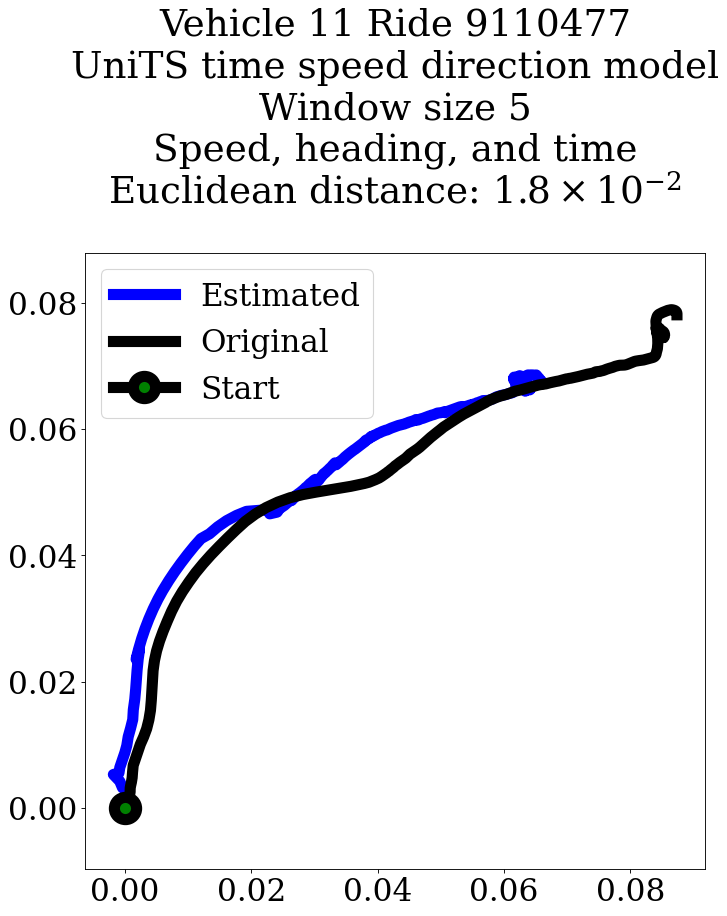 Vehicle 11 Ride 9110477
UniTS time speed direction model
Window size 5
Speed, heading, and time
Euclidean distance: 1.8 × 10⁻²
Estimated
Original
Start
0.08
0.06
0.04
0.02
0.00
0.00 0.02 0.04 0.06 0.08